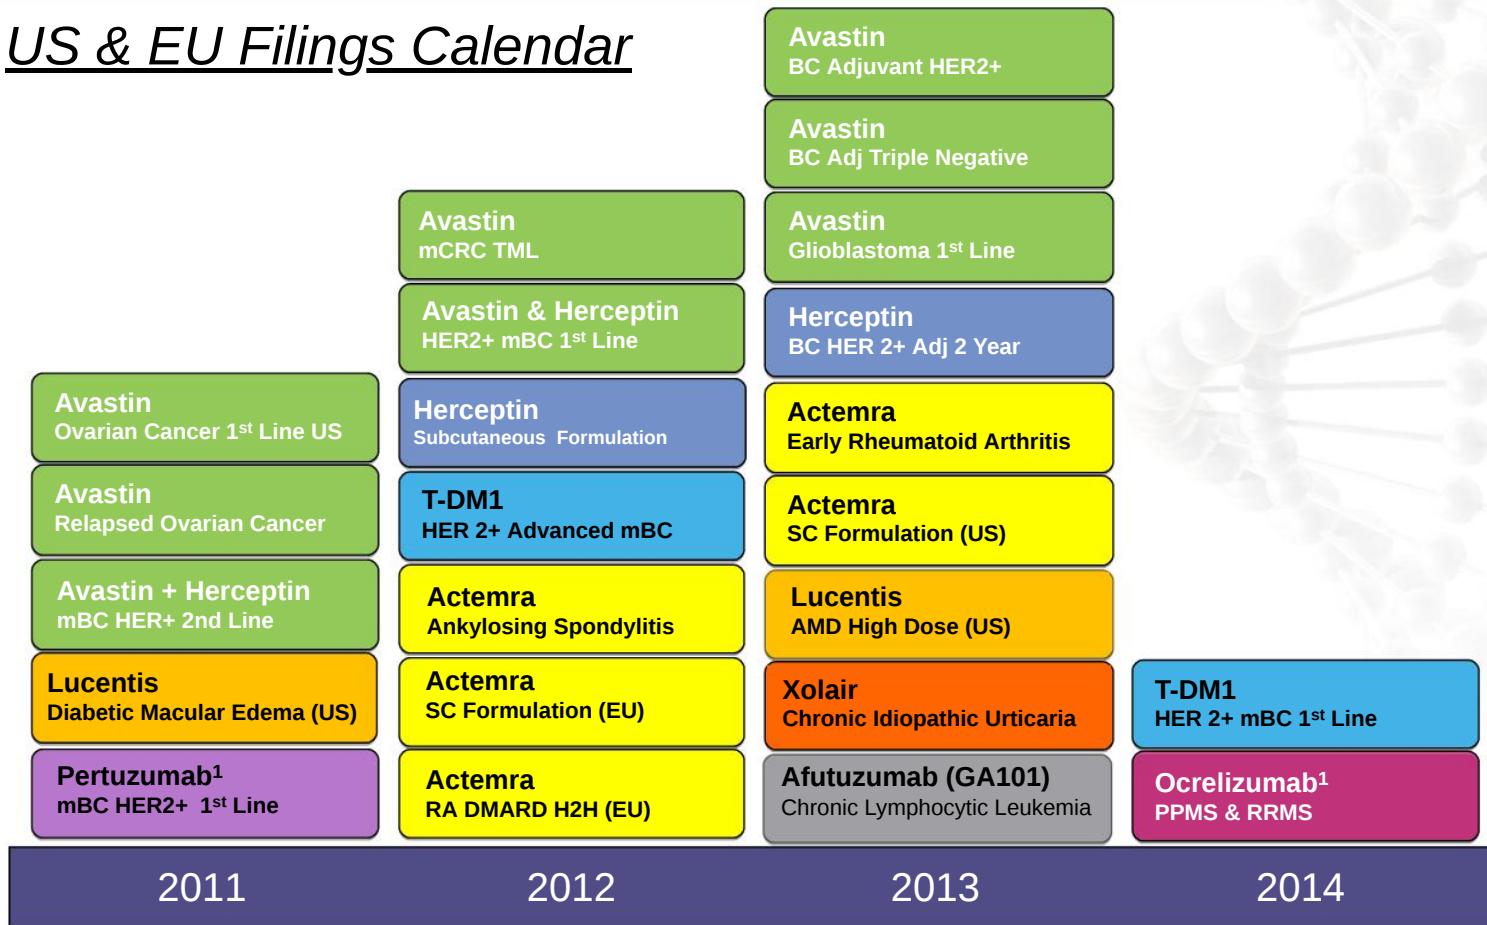 US & EU Filings Calendar
Avastin
Ovarian Cancer 1st Line US
Avastin
Relapsed Ovarian Cancer
Avastin + Herceptin
mBC HER+ 2nd Line
Lucentis
Diabetic Macular Edema (US)
Pertuzumab1
mBC HER2+ 1st Line
2011
Avastin
mCRC TML
Avastin & Herceptin
HER2+ mBC 1st Line
Herceptin
Subcutaneous Formulation
T-DM1
HER 2+ Advanced mBC
Actemra
Ankylosing Spondylitis
Actemra
SC Formulation (EU)
Actemra
RA DMARD H2H (EU)
2012
Avastin
BC Adjuvant HER2+
Avastin
BC Adj Triple Negative
Avastin
Glioblastoma 1st Line
Herceptin
BC HER 2+ Adj 2 Year
Actemra
Early Rheumatoid Arthritis
Actemra
SC Formulation (US)
Lucentis
AMD High Dose (US)
Xolair
Chronic Idiopathic Urticaria
Afutuzumab (GA101)
Chronic Lymphocytic Leukemia
2013
T-DM1
HER 2+ mBC 1st Line
Ocrelizumab1
PPMS & RRMS
2014